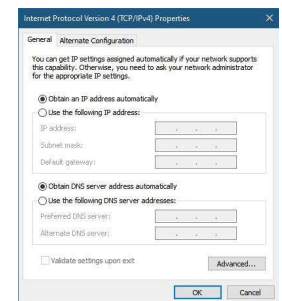 Internet Protocol Version 4 (TCP/IPv4) Properties
General Alternate Configuration
You can get IP settings assigned automatically if your network supports
this capability. Otherwise, you need to ask your network administrator
for the appropriate IP settings.
Obtain an IP address automatically
Use the following IP address:
IP address:
Subnet mask:
Default gateway:
Obtain DNS server address automatically
Use the following DNS server addresses:
Preferred DNS server:
Alternate DNS server:
Validate settings upon exit
Advanced...
OK Cancel